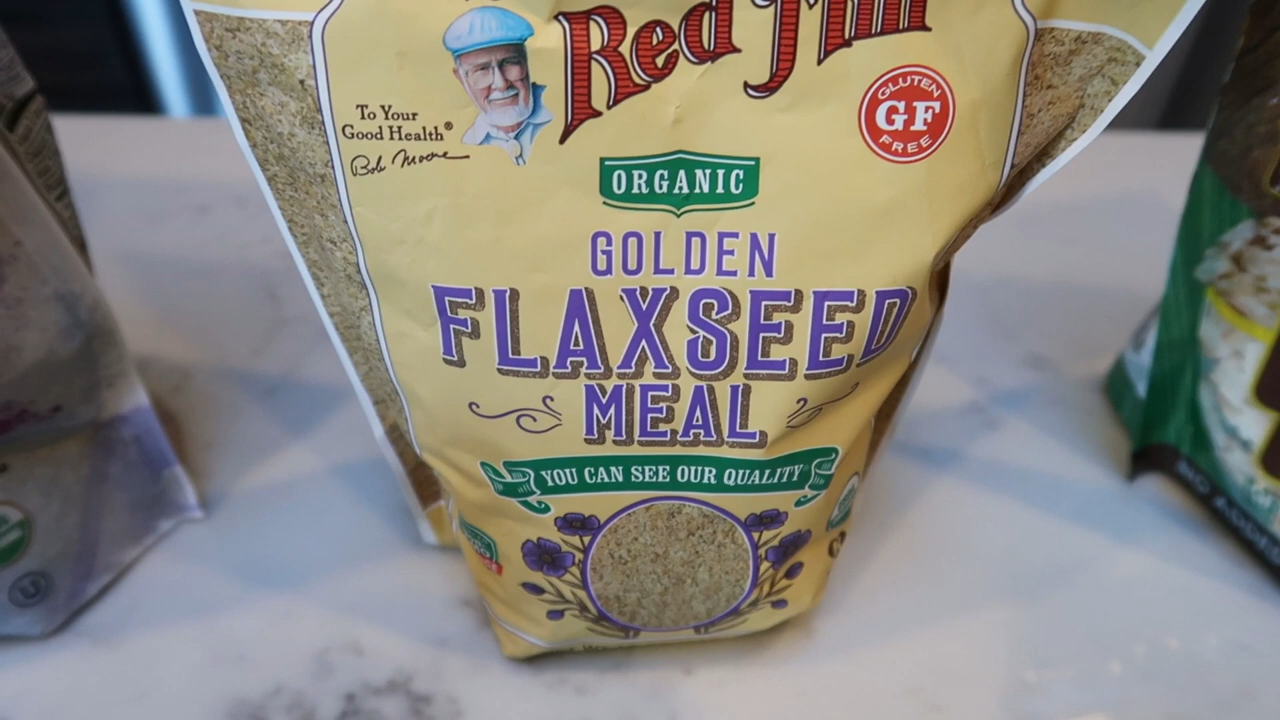 Red Mill
To Your
Good Health®
Bob Moore
GLUTEN
GF
FREE
ORGANIC
GOLDEN
FLAXSEED
MEAL
YOU CAN SEE OUR QUALITY®
U